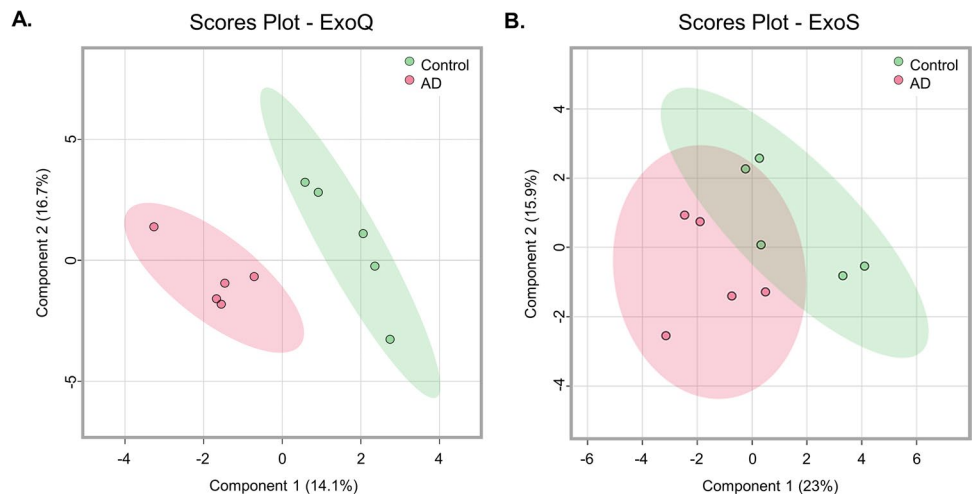 A.
Scores Plot - ExoQ
Control
AD
5
0
-5
Component 2 (16.7%)
-4 -2 0 2 4
Component 1 (14.1%)
B.
Scores Plot - ExoS
Control
AD
4
2
0
-2
-4
Component 2 (15.9%)
-6 -4 -2 0 2 4 6
Component 1 (23%)